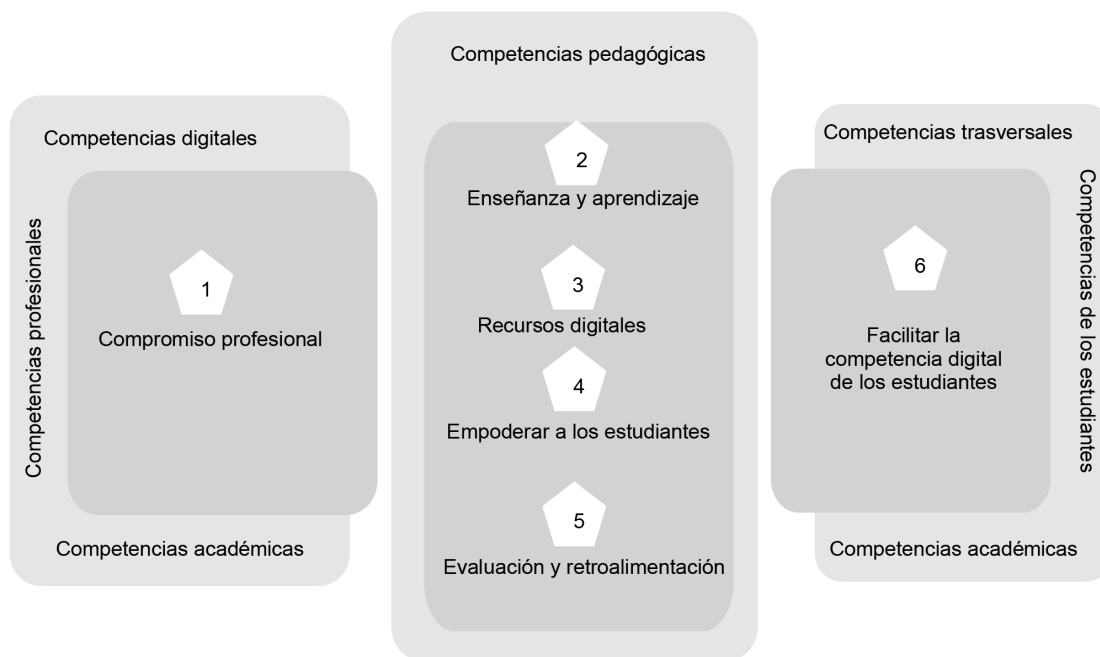 Competencias digitales
Competencias profesionales
1
Compromiso profesional
Competencias académicas
Competencias pedagógicas
2
Enseñanza y aprendizaje
3
Recursos digitales
4
Empoderar a los estudiantes
5
Evaluación y retroalimentación
Competencias trasversales
6
Facilitar la
competencia digital
de los estudiantes
Competencias de los estudiantes
Competencias académicas